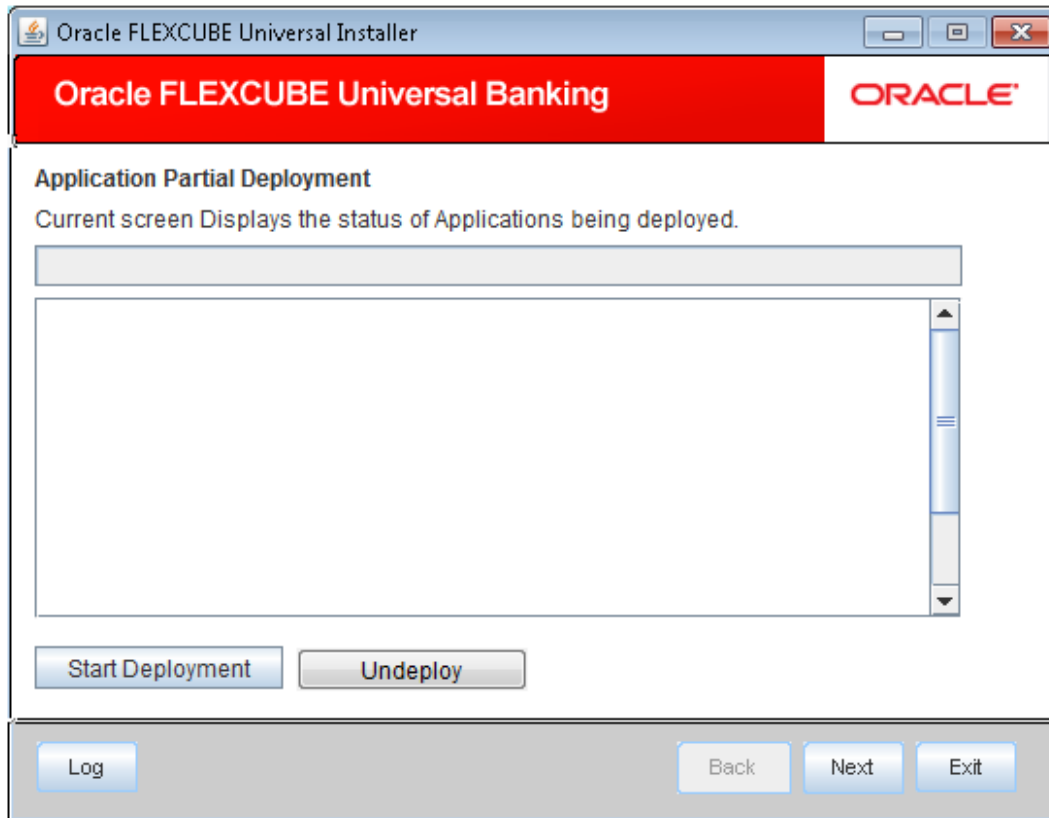 Oracle FLEXCUBE Universal Installer
Oracle FLEXCUBE Universal Banking
ORACLE
Application Partial Deployment
Current screen Displays the status of Applications being deployed.
Start Deployment
Undeploy
Log
Back
Next
Exit